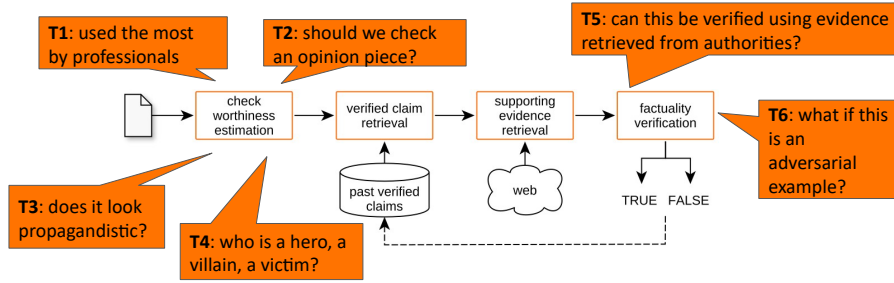 T1: used the most
by professionals
T2: should we check
an opinion piece?
T5: can this be verified using evidence
retrieved from authorities?
check
worthiness
estimation
verified claim
retrieval
supporting
evidence
retrieval
factuality
verification
T6: what if this
is an
adversarial
example?
past verified
claims
web
TRUE FALSE
T3: does it look
propagandistic?
T4: who is a hero, a
villain, a victim?